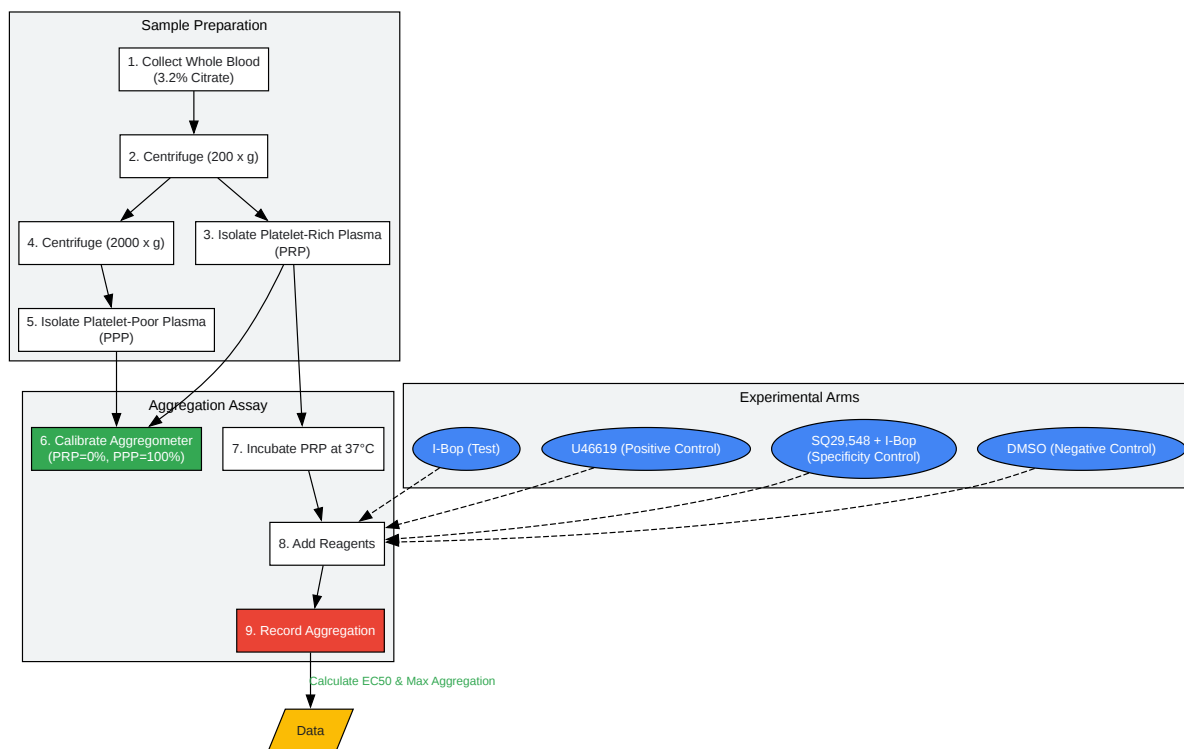 Sample Preparation
1. Collect Whole Blood
(3.2% Citrate)
2. Centrifuge (200 x g)
4. Centrifuge (2000 x g)
3. Isolate Platelet-Rich Plasma
(PRP)
5. Isolate Platelet-Poor Plasma
(PPP)
Aggregation Assay
6. Calibrate Aggregometer
(PRP=0%, PPP=100%)
7. Incubate PRP at 37°C
Experimental Arms
I-Bop (Test)
U46619 (Positive Control)
SQ29,548 + I-Bop
(Specificity Control)
DMSO (Negative Control)
8. Add Reagents
9. Record Aggregation
Calculate EC50 & Max Aggregation
Data